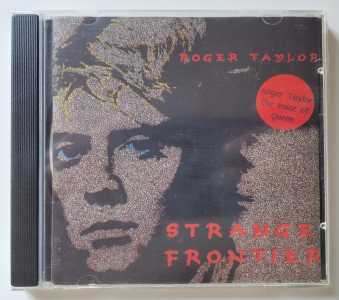 ROGER TAYLOR
Roger Taylor
the voice of
Queen
STRANGE
FRONTIER